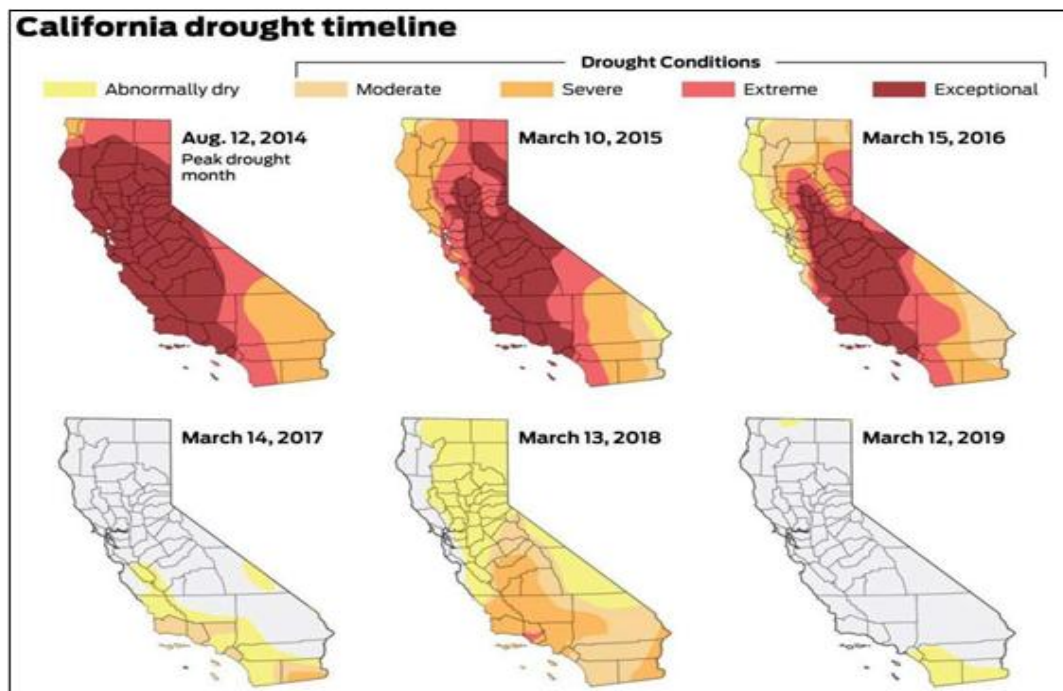 California drought timeline
Drought Conditions
Abnormally dry
Moderate
Severe
Extreme
Exceptional
Aug. 12, 2014
Peak drought
month
March 10, 2015
March 15, 2016
March 14, 2017
March 13, 2018
March 12, 2019